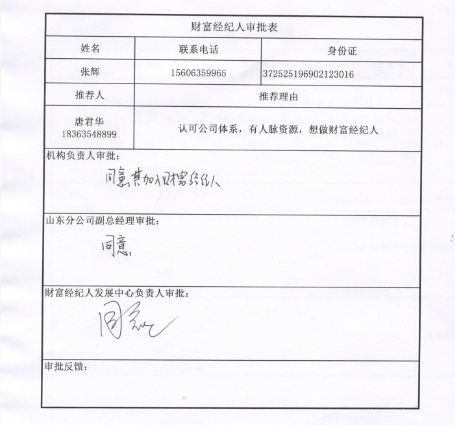 财富经纪人审批表
姓名 联系电话 身份证
张辉 15606359965 372525196902123016
推荐人 推荐理由
唐君华
18363548899
认可公司体系，有人脉资源，想做财富经纪人
机构负责人审批：
同意其加入财富经纪人
山东分公司副总经理审批：
同意
财富经纪人发展中心负责人审批：
同意
审批反馈：